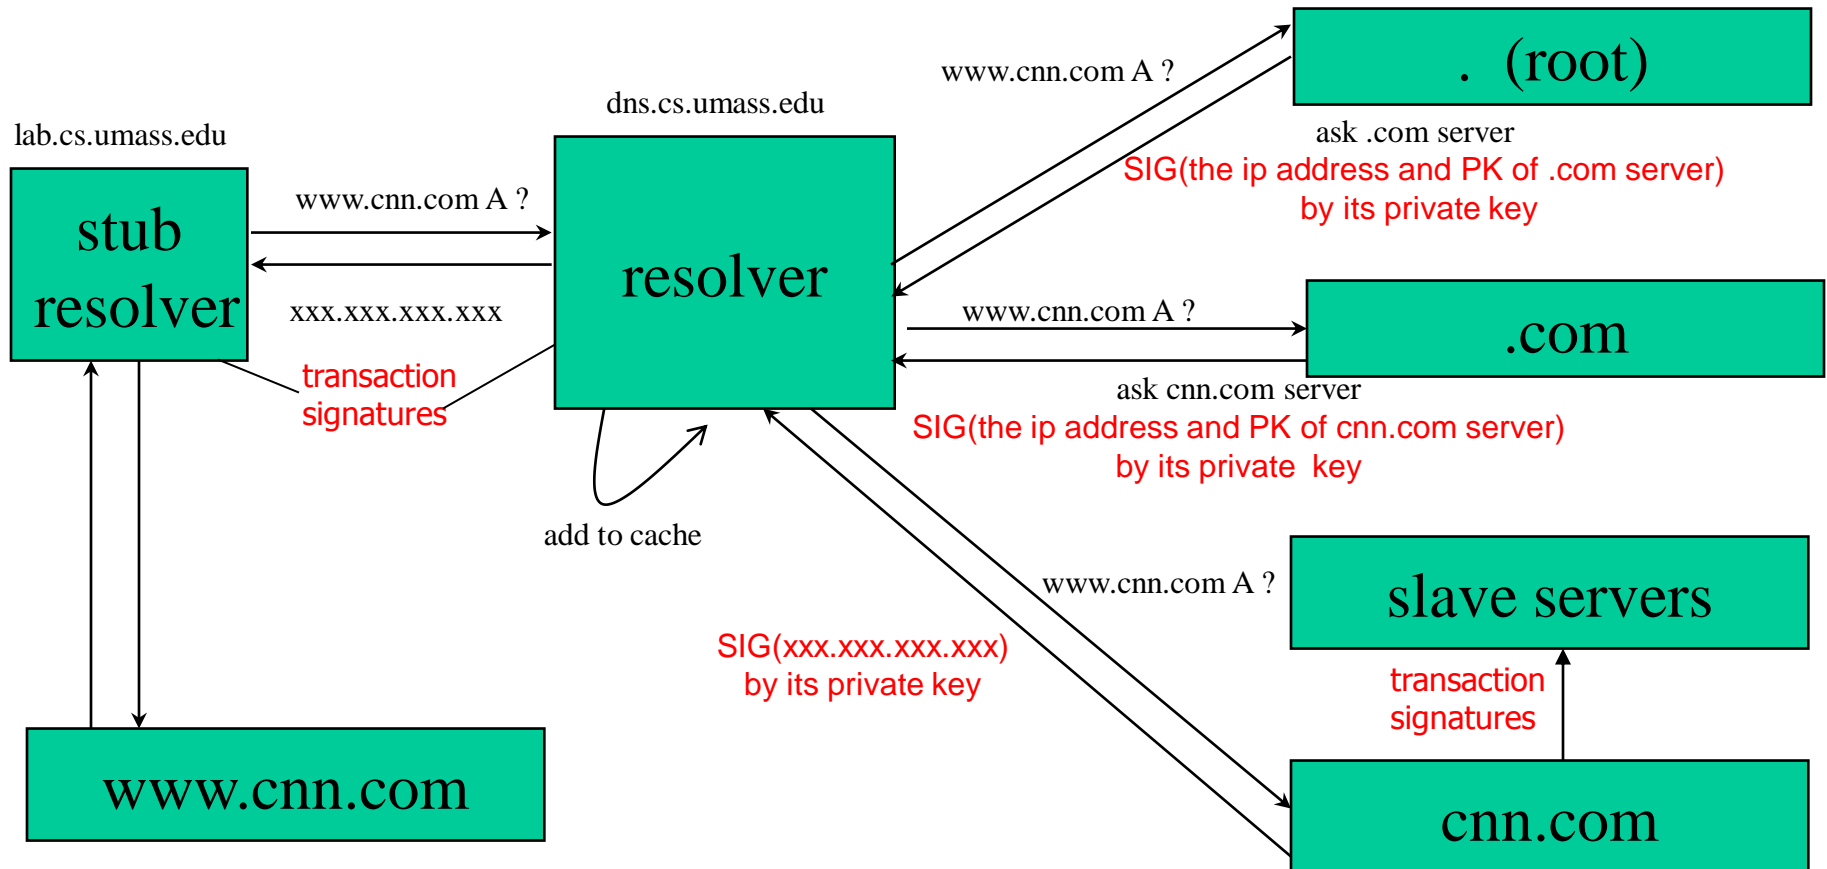 lab.cs.umass.edu
stub
resolver
www.cnn.com A ?
xxx.xxx.xxx.xxx
transaction
signatures
dns.cs.umass.edu
resolver
add to cache
www.cnn.com A ?
. (root)
ask .com server
SIG(the ip address and PK of .com server)
by its private key
www.cnn.com A ?
.com
ask cnn.com server
SIG(the ip address and PK of cnn.com server)
by its private key
www.cnn.com A ?
SIG(xxx.xxx.xxx.xxx)
by its private key
slave servers
transaction
signatures
cnn.com
www.cnn.com